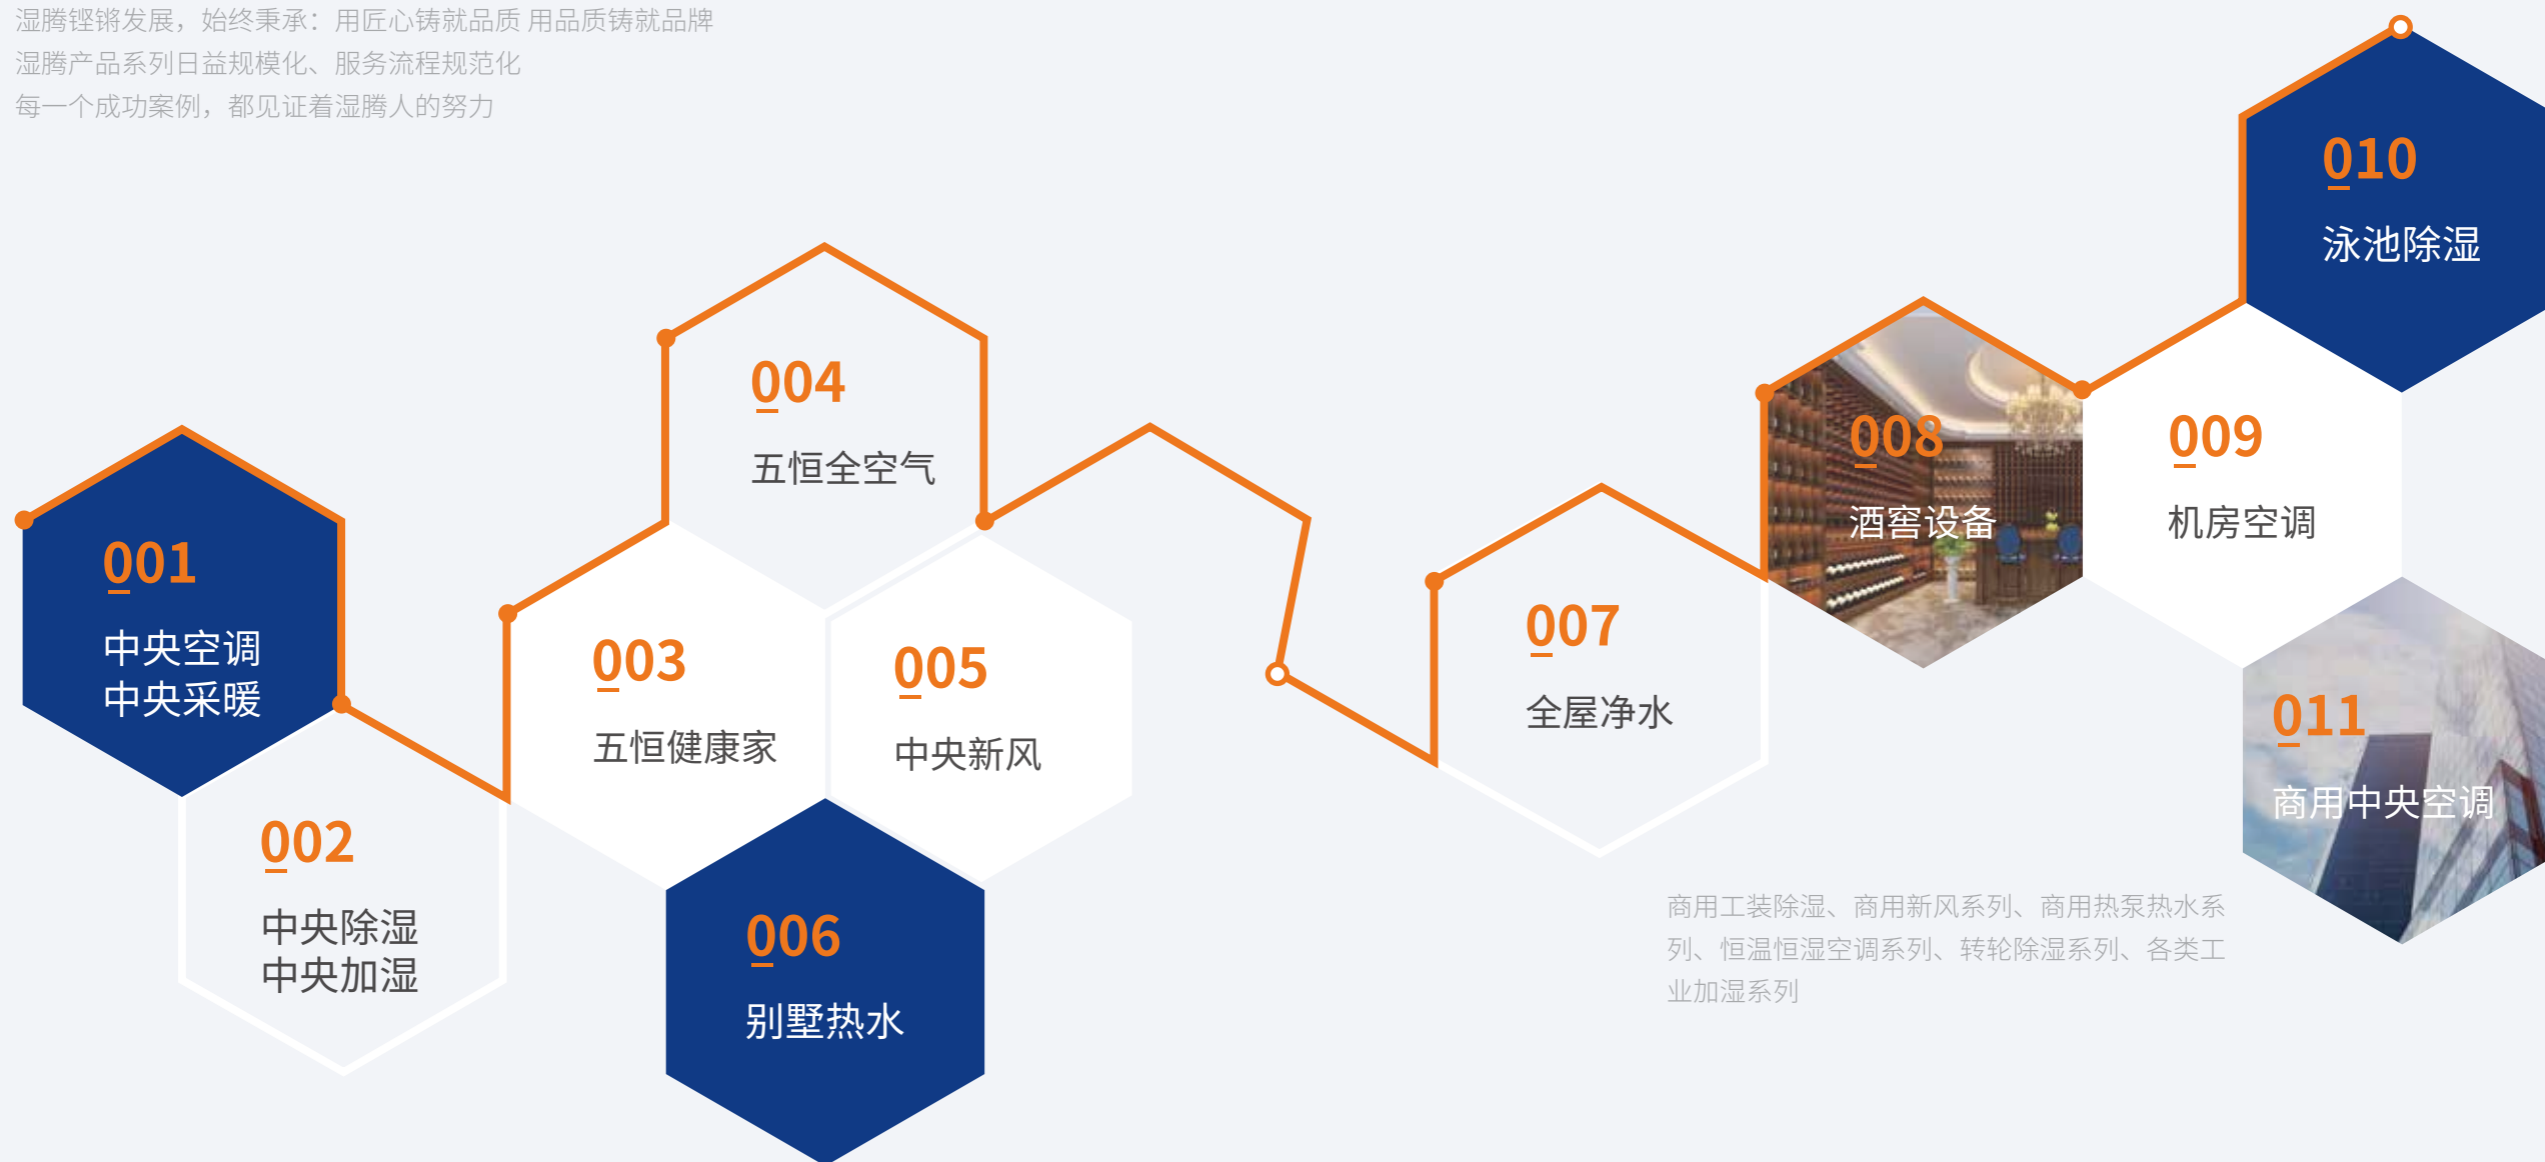 湿腾铿锵发展，始终秉承：用匠心铸就品质 用品质铸就品牌
湿腾产品系列日益规模化、服务流程规范化
每一个成功案例，都见证着湿腾人的努力
001
中央空调
中央采暖
002
中央除湿
中央加湿
003
五恒健康家
004
五恒全空气
005
中央新风
006
别墅热水
007
全屋净水
008
酒窖设备
009
机房空调
010
泳池除湿
011
商用中央空调
商用工装除湿、商用新风系列、商用热泵热水系
列、恒温恒湿空调系列、转轮除湿系列、各类工
业加湿系列